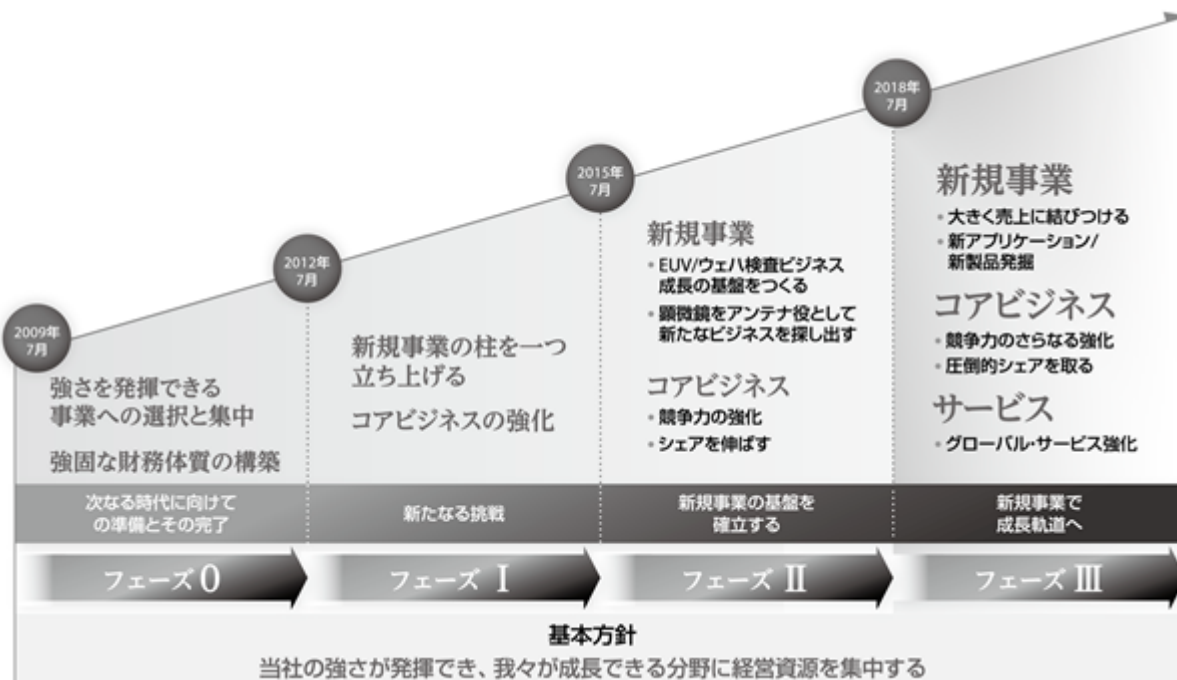 2009年
7月
強さを発揮できる
事業への選択と集中
強固な財務体質の構築
次なる時代に向けて
の準備とその完了
フェーズ 0
2012年
7月
新規事業の柱を一つ
立ち上げる
コアビジネスの強化
新たなる挑戦
フェーズ Ⅰ
2015年
7月
新規事業
・EUV/ウェハ検査ビジネス
成長の基盤をつくる
・顕微鏡をアンテナ役として
新たなビジネスを探し出す
コアビジネス
・競争力の強化
・シェアを伸ばす
新規事業の基盤を
確立する
フェーズ Ⅱ
2018年
7月
新規事業
・大きく売上に結びつける
・新アプリケーション/
新製品発掘
コアビジネス
・競争力のさらなる強化
・圧倒的シェアを取る
サービス
・グローバル・サービス強化
新規事業で
成長軌道へ
フェーズ Ⅲ
基本方針
当社の強さが発揮でき、我々が成長できる分野に経営資源を集中する